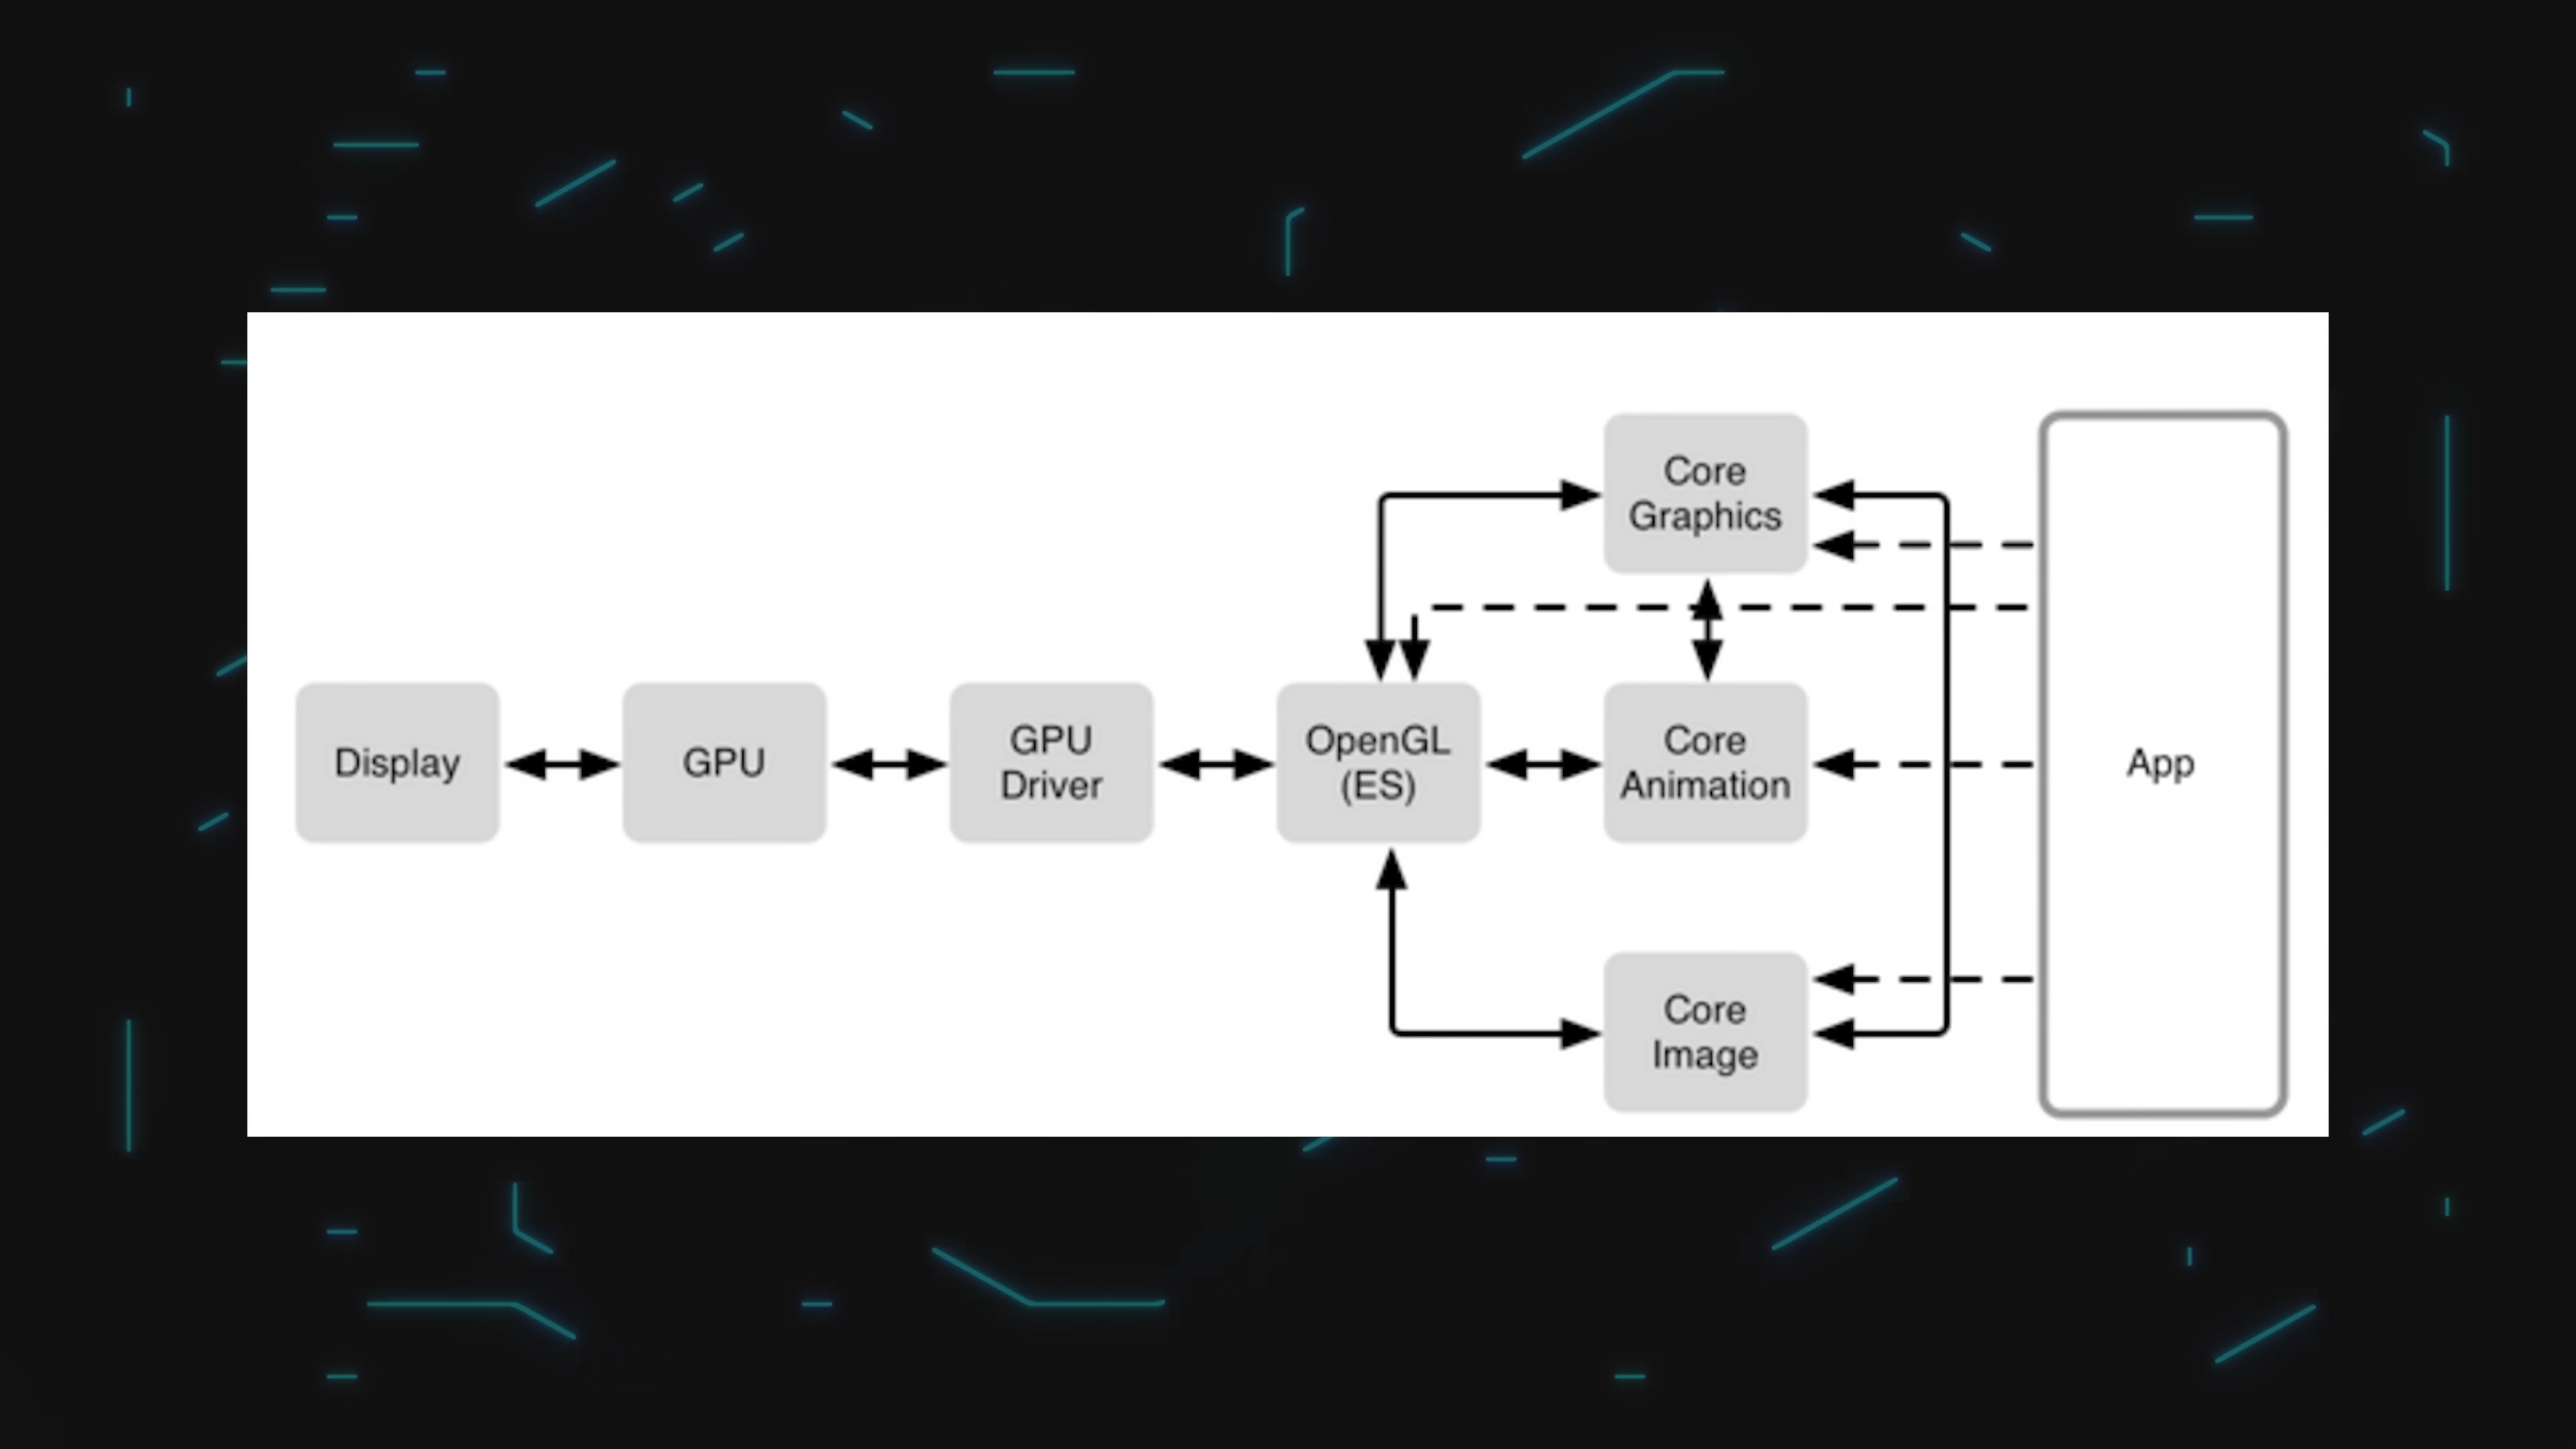 Core
Graphics
Display
GPU
GPU
Driver
OpenGL
(ES)
Core
Animation
App
Core
Image